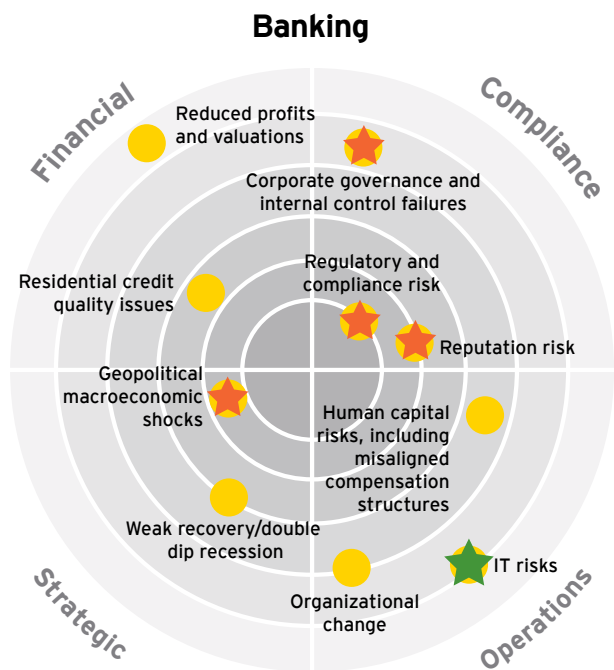 Banking
Financial
Compliance
Reduced profits
and valuations
Corporate governance and
internal control failures
Residential credit
quality issues
Regulatory and
compliance risk
Reputation risk
Geopolitical
macroeconomic
shocks
Human capital
risks, including
misaligned
compensation
structures
Weak recovery/double
dip recession
IT risks
Organizational
change
Strategic
Operations